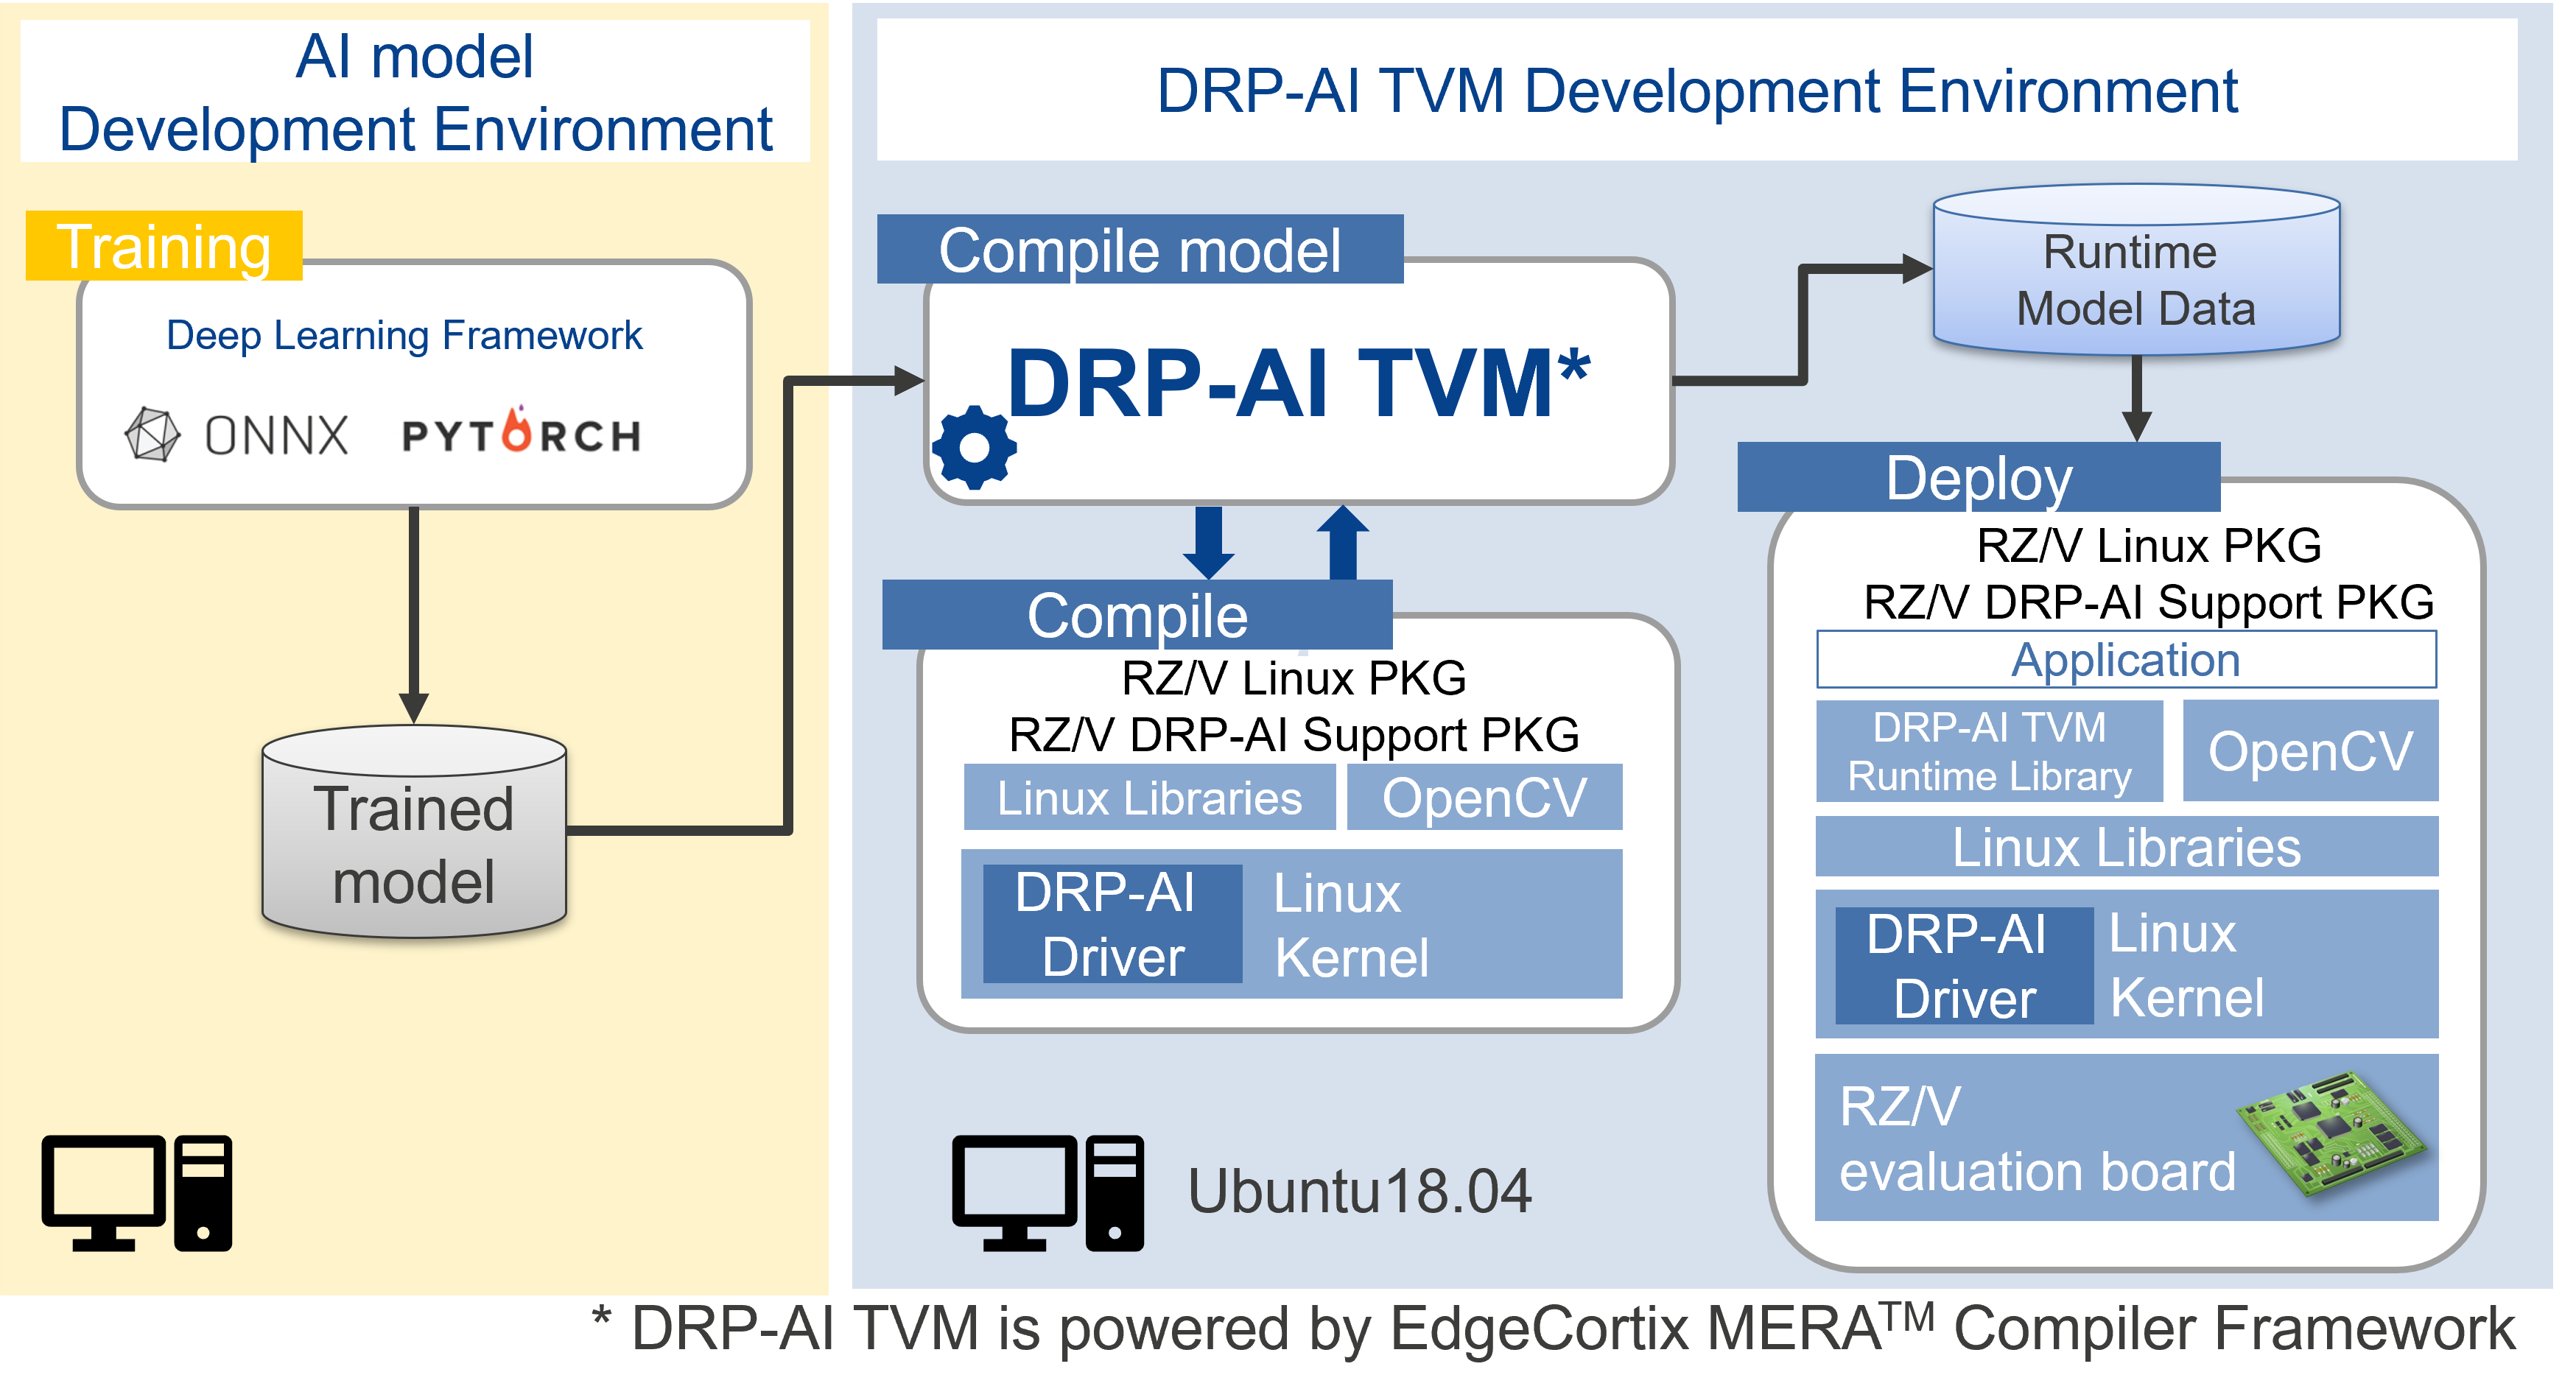 AI model
Development Environment
Training
Deep Learning Framework
ONNX
PYTORCH
Trained
model
DRP-AI TVM Development Environment
Compile model
DRP-AI TVM*
Compile
RZ/V Linux PKG
RZ/V DRP-AI Support PKG
Linux Libraries
OpenCV
DRP-AI
Driver
Linux
Kernel
Ubuntu18.04
Runtime
Model Data
Deploy
RZ/V Linux PKG
RZ/V DRP-AI Support PKG
Application
DRP-AI TVM
Runtime Library
OpenCV
Linux Libraries
DRP-AI
Driver
Linux
Kernel
RZ/V
evaluation board
* DRP-AI TVM is powered by EdgeCortix MERA™ Compiler Framework